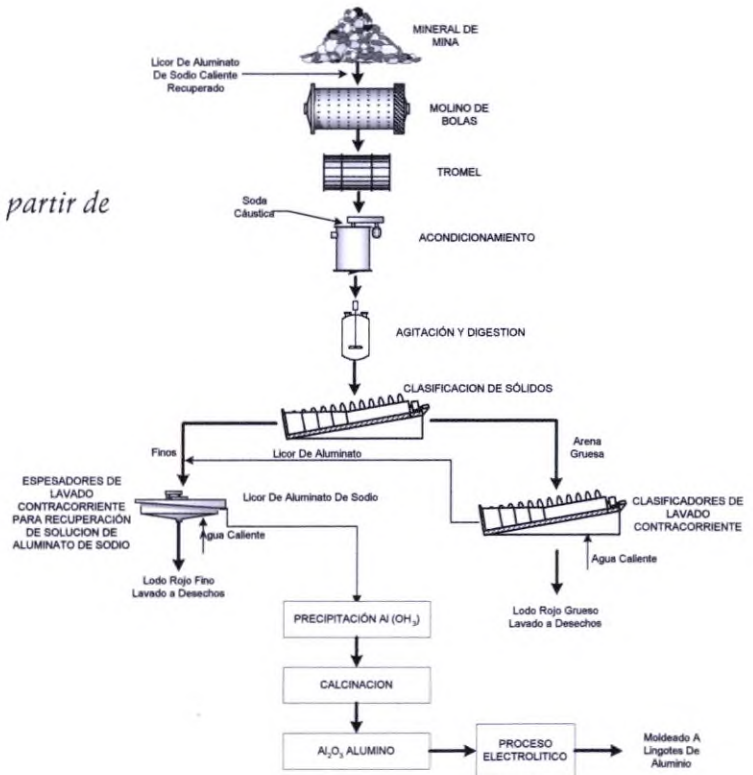 MINERAL DE
MINA
Licor De Aluminato
De Sodio Caliente
Recuperado
MOLINO DE
BOLAS
TROMEL
partir de
Soda
Cáustica
ACONDICIONAMIENTO
AGITACIÓN Y DIGESTION
CLASIFICACION DE SÓLIDOS
Finos
Licor De Aluminato
Arena
Gruesa
ESPESADORES DE
LAVADO
CONTRACORRIENTE
PARA RECUPERACIÓN
DE SOLUCION DE
ALUMINATO DE SODIO
Licor De Aluminato De Sodio
Agua Caliente
CLASIFICADORES DE
LAVADO
CONTRACORRIENTE
Agua Caliente
Lodo Rojo Fino
Lavado a Desechos
Lodo Rojo Grueso
Lavado a Desechos
PRECIPITACIÓN Al (OH₃)
CALCINACION
Al₂O₃ ALUMINO
PROCESO
ELECTROLITICO
Moldeado A
Lingotes De
Aluminio